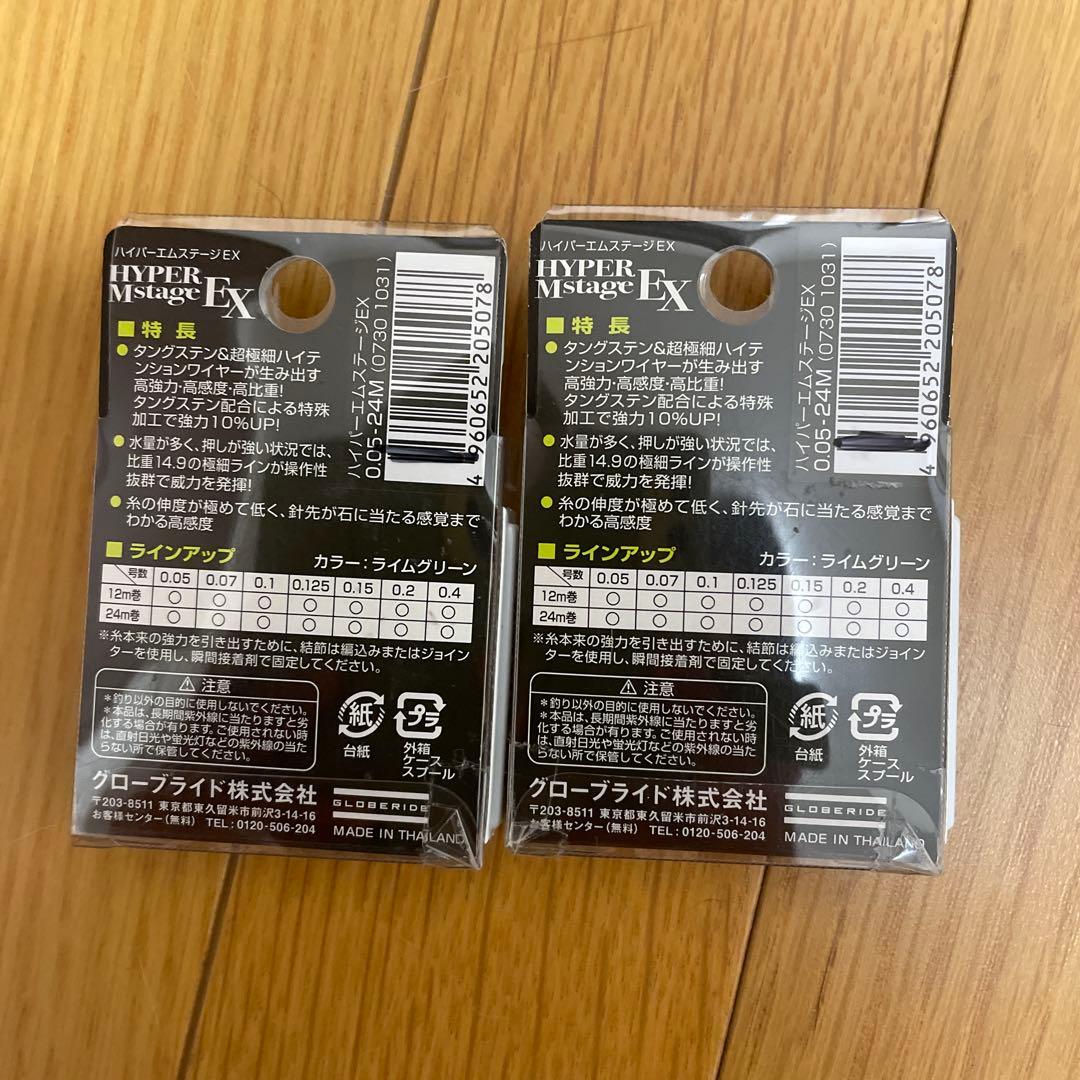 ハイパーエムステージEX
HYPER
Mstage EX
■特長
●タングステン&超極細ハイテ
ンションワイヤーが生み出す
高強力・高感度・高比重!
タングステン配合による特殊
加工で強力10%UP!
●水量が多く、押しが強い状況では、
比重14.9の極細ラインが操作性
抜群で威力を発揮!
●糸の伸度が極めて低く、針先が石に当たる感覚まで
わかる高感度
ハイパーエムステージEX
0.05-24M (0730 1031)
4 960652 205078
■ラインアップ カラー:ライムグリーン
号数 0.05 0.07 0.1 0.125 0.15 0.2 0.4
12m巻 ○ ○ ○ ○ ○ ○ ○
24m巻 ○ ○ ○ ○ ○ ○ ○
※糸本来の強力を引き出すために、結節は編込みまたはジョイン
ターを使用し、瞬間接着剤で固定してください。
⚠注意
*釣り以外の目的に使用しないでください。
*本品は、長期間紫外線に当たりますと劣
化する場合が有ります。ご使用されない時
は、直射日光や蛍光灯などの紫外線の当た
らない所で保管してください。
紙
台紙
プラ
外箱
ケース
スプール
グローブライド株式会社
〒203-8511 東京都東久留米市前沢3-14-16
お客様センター(無料) TEL:0120-506-204
GLOBERIDE
MADE IN THAILAND
ハイパーエムステージEX
HYPER
Mstage EX
■特長
●タングステン&超極細ハイテ
ンションワイヤーが生み出す
高強力・高感度・高比重!
タングステン配合による特殊
加工で強力10%UP!
●水量が多く、押しが強い状況では、
比重14.9の極細ラインが操作性
抜群で威力を発揮!
●糸の伸度が極めて低く、針先が石に当たる感覚まで
わかる高感度
ハイパーエムステージEX
0.05-24M (0730 1031)
4 960652 205078
■ラインアップ カラー:ライムグリーン
号数 0.05 0.07 0.1 0.125 0.15 0.2 0.4
12m巻 ○ ○ ○ ○ ○ ○ ○
24m巻 ○ ○ ○ ○ ○ ○ ○
※糸本来の強力を引き出すために、結節は編込みまたはジョイン
ターを使用し、瞬間接着剤で固定してください。
⚠注意
*釣り以外の目的に使用しないでください。
*本品は、長期間紫外線に当たりますと劣
化する場合が有ります。ご使用されない時
は、直射日光や蛍光灯などの紫外線の当た
らない所で保管してください。
紙
台紙
プラ
外箱
ケース
スプール
グローブライド株式会社
〒203-8511 東京都東久留米市前沢3-14-16
お客様センター(無料) TEL:0120-506-204
GLOBERIDE
MADE IN THAILAND